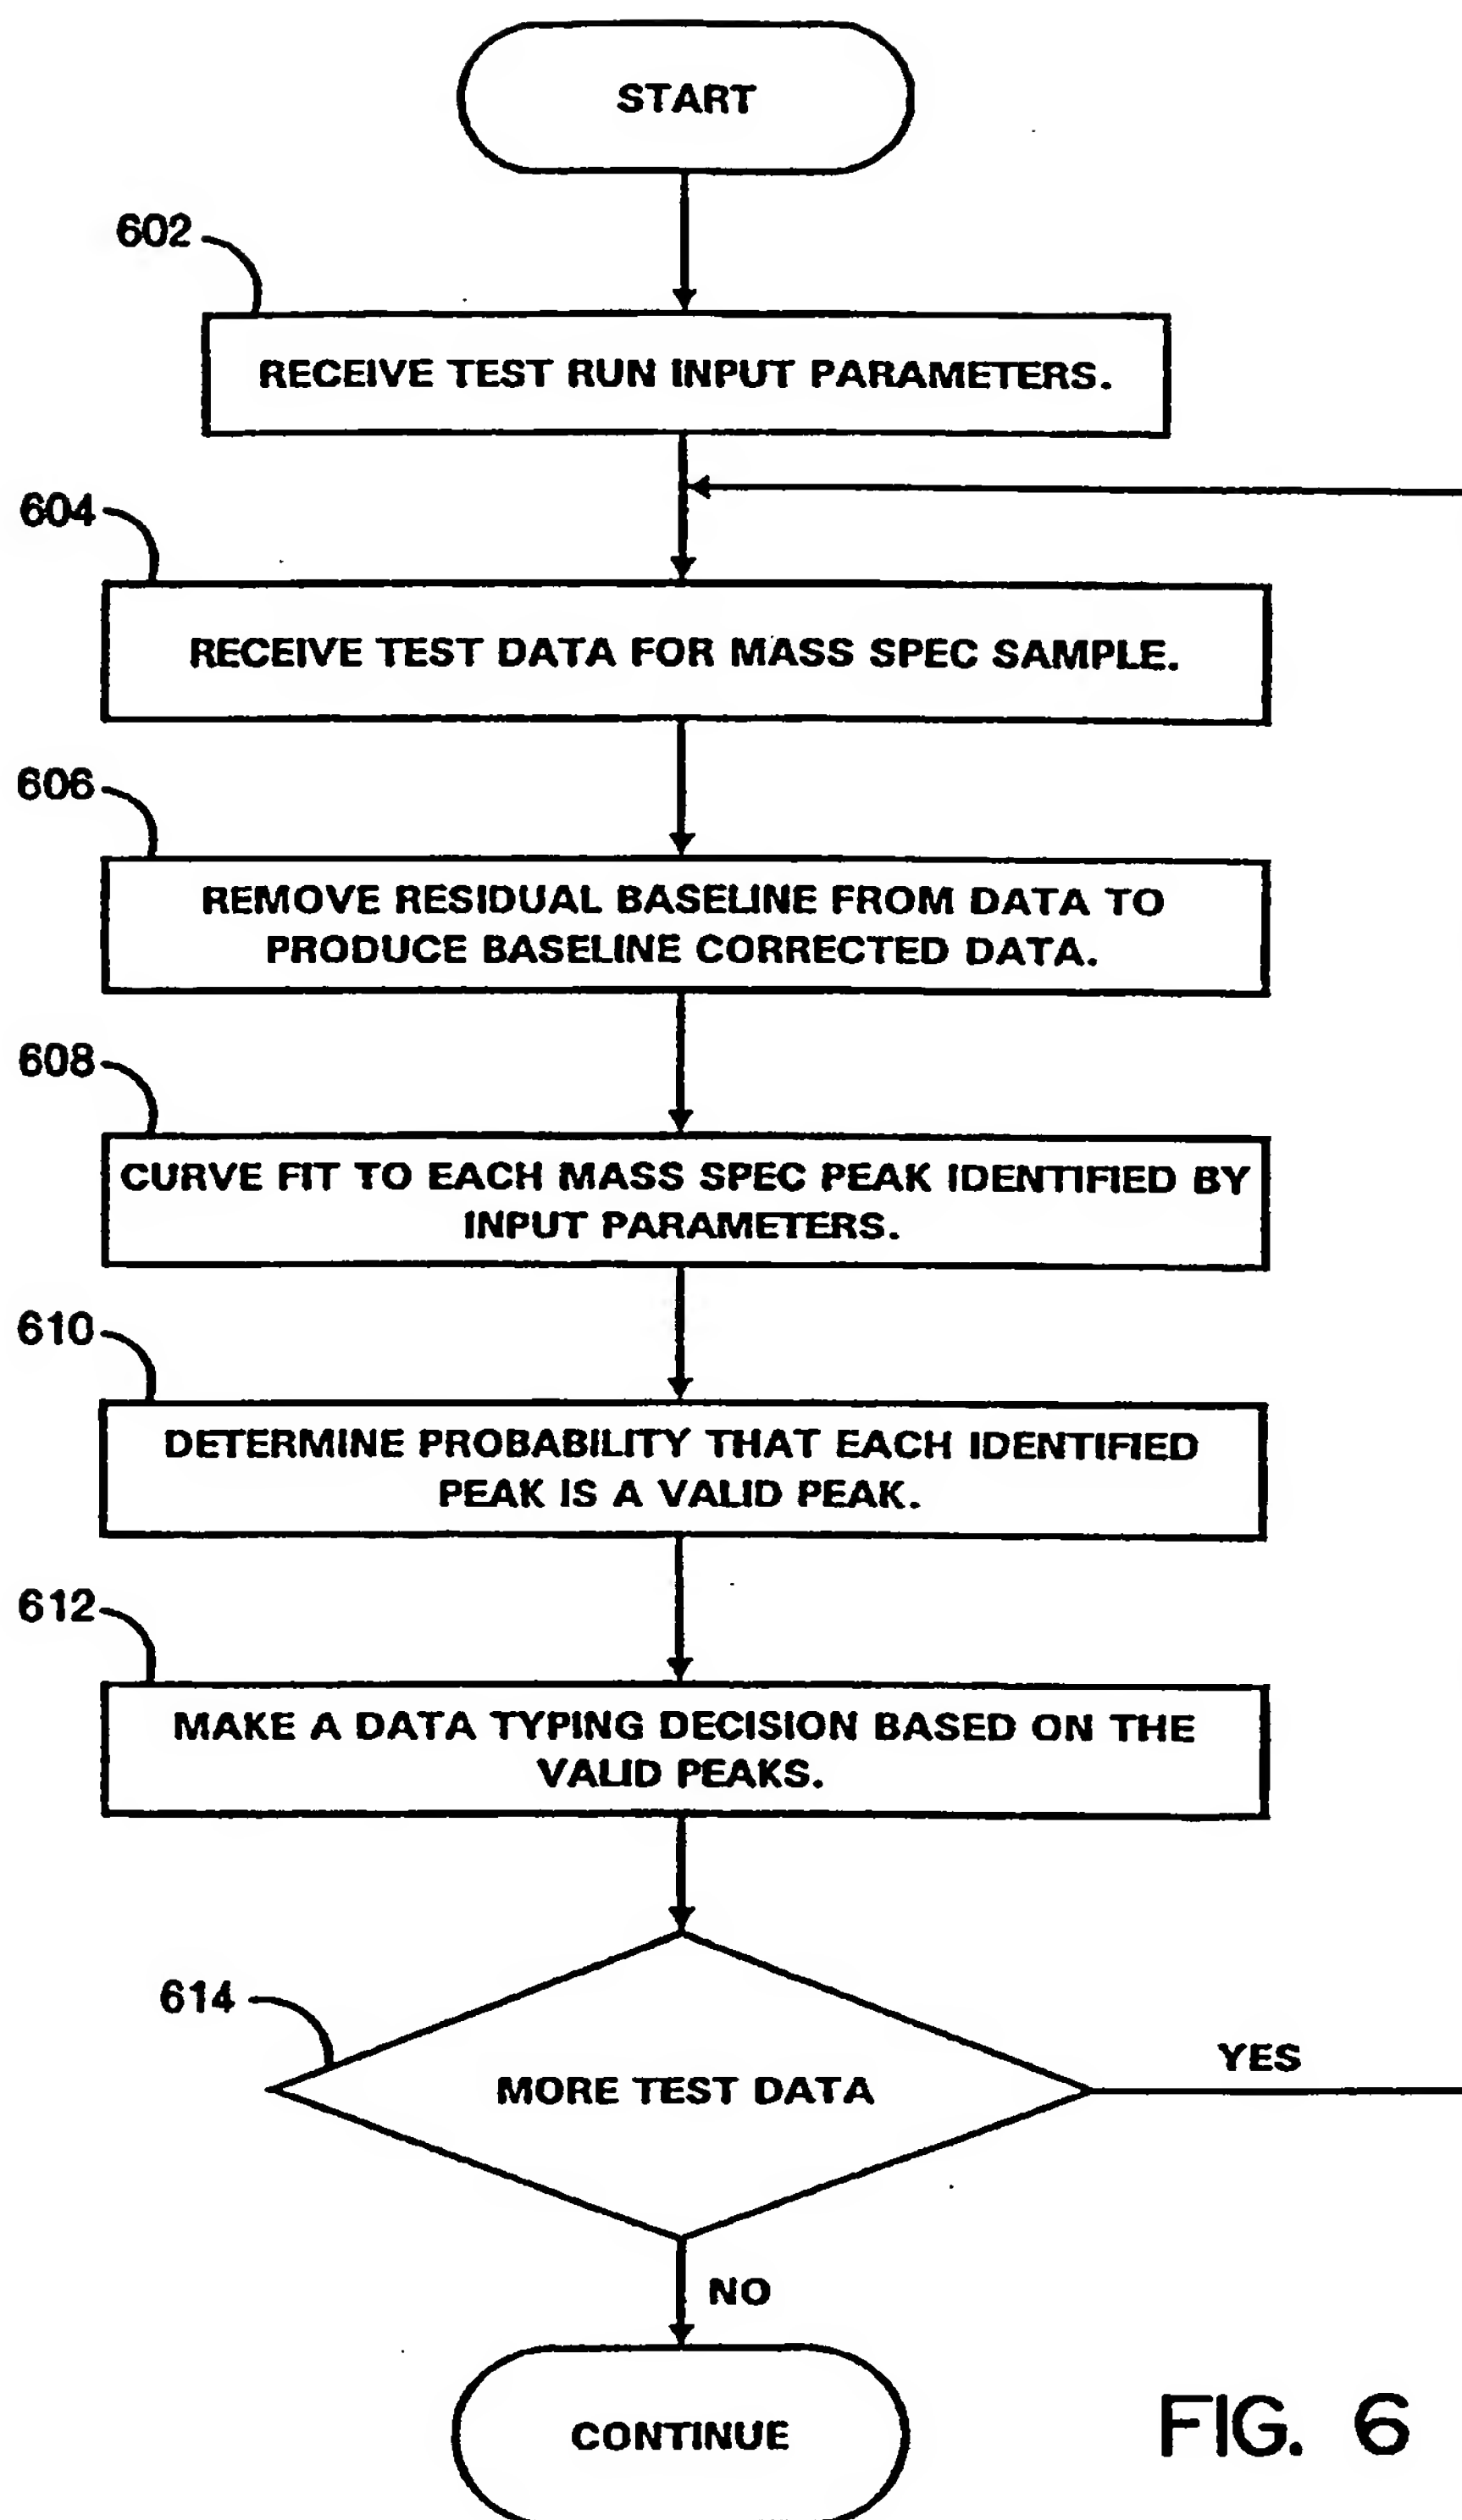 START
602
RECEIVE TEST RUN INPUT PARAMETERS.
604
RECEIVE TEST DATA FOR MASS SPEC SAMPLE.
606
REMOVE RESIDUAL BASELINE FROM DATA TO
PRODUCE BASELINE CORRECTED DATA.
608
CURVE FIT TO EACH MASS SPEC PEAK IDENTIFIED BY
INPUT PARAMETERS.
610
DETERMINE PROBABILITY THAT EACH IDENTIFIED
PEAK IS A VALID PEAK.
612
MAKE A DATA TYPING DECISION BASED ON THE
VALID PEAKS.
614
MORE TEST DATA
YES
NO
CONTINUE
FIG. 6